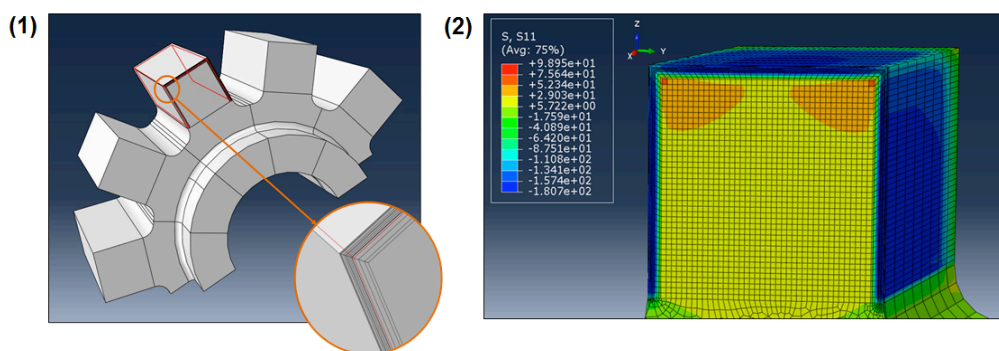 (1)
(2)
S, S11
(Avg: 75%)
+9.895e+01
+7.564e+01
+5.234e+01
+2.903e+01
+5.722e+00
-1.759e+01
-4.089e+01
-6.420e+01
-8.751e+01
-1.108e+02
-1.341e+02
-1.574e+02
-1.807e+02
Z
X
Y